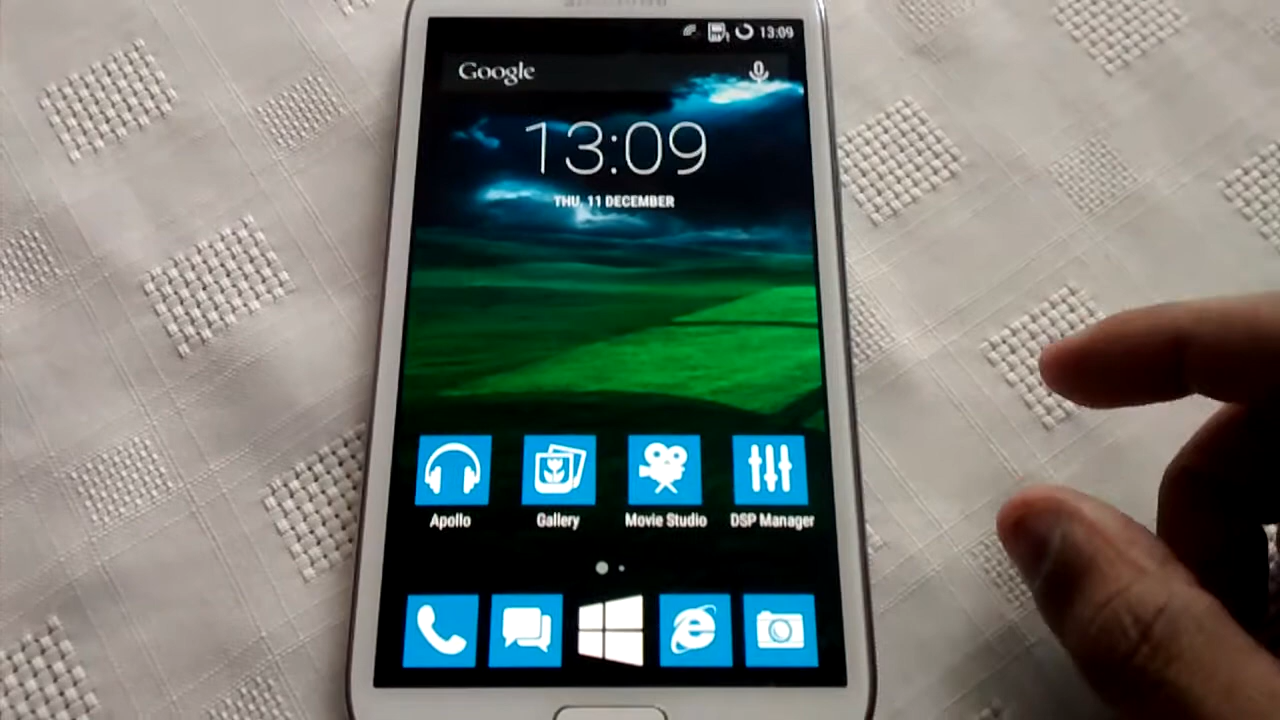 13:09
Google
13:09
THU, 11 DECEMBER
Apollo
Gallery
Movie Studio
DSP Manager